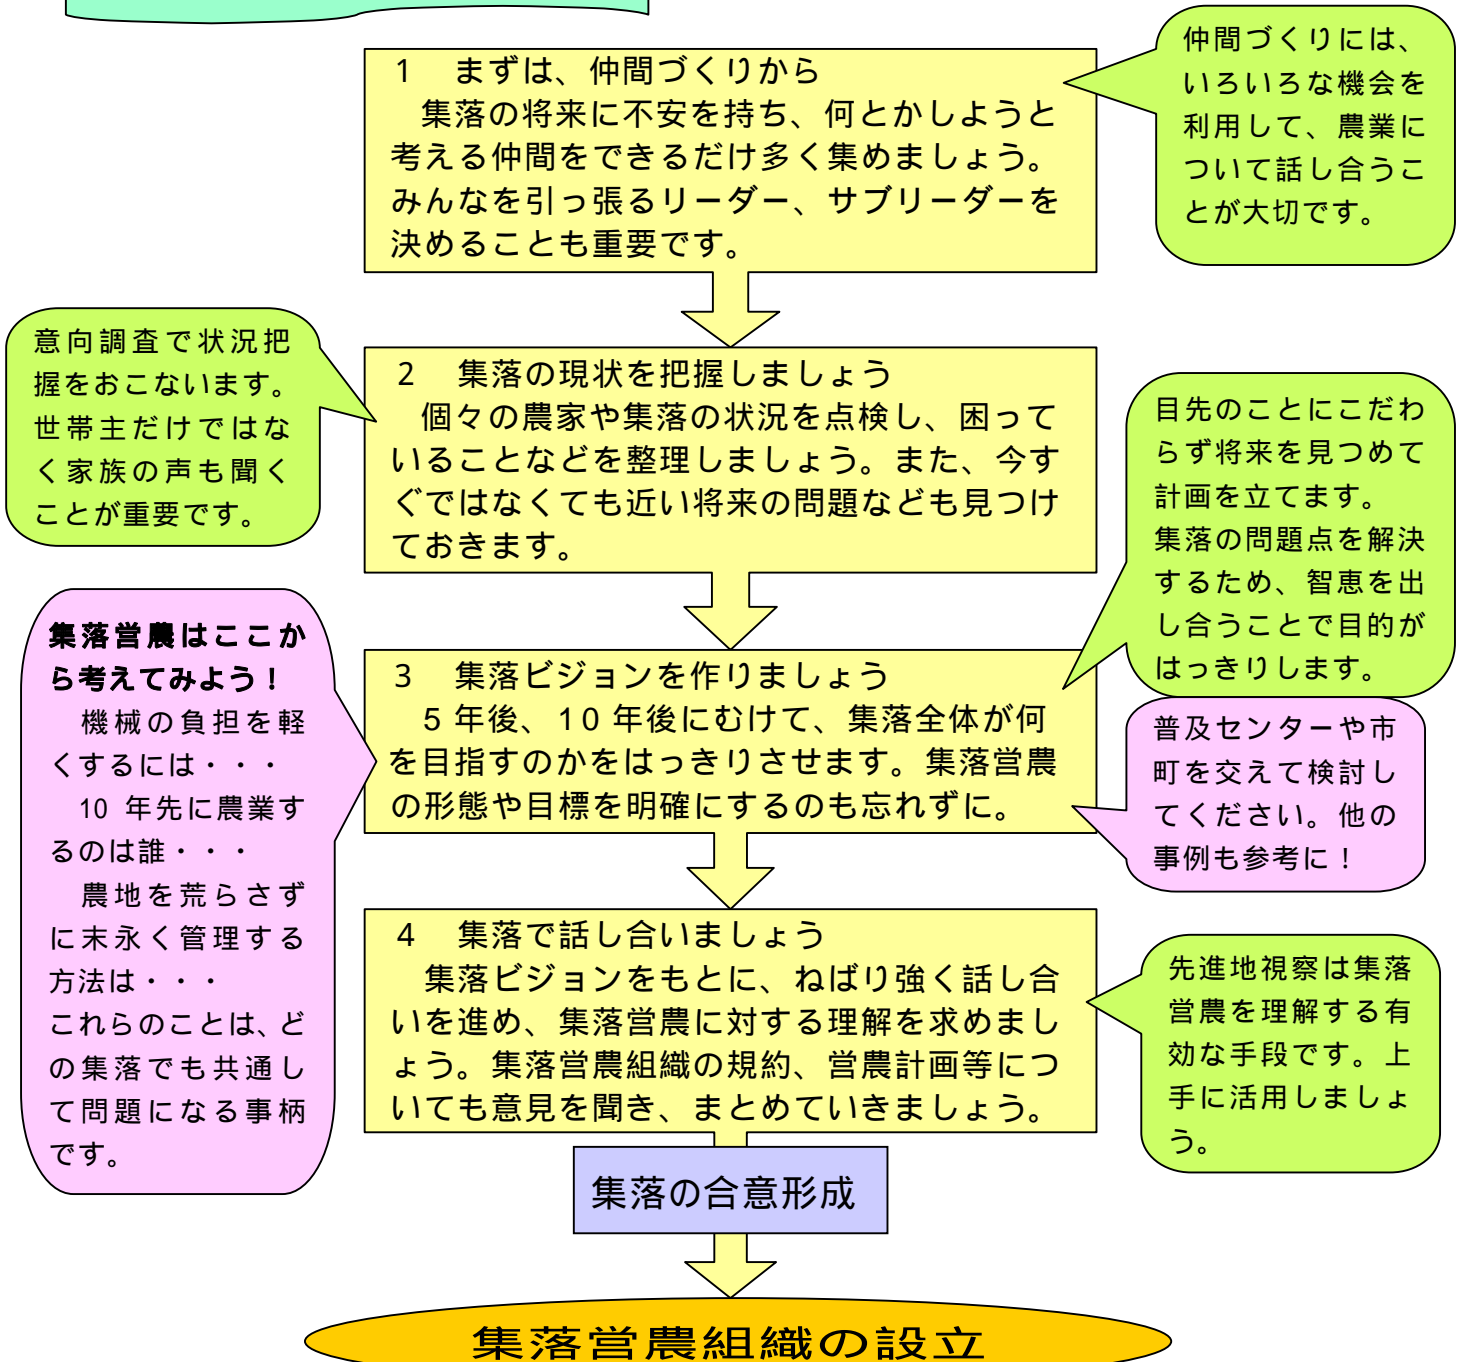 1　まずは、仲間づくりから
集落の将来に不安を持ち、何とかしようと
考える仲間をできるだけ多く集めましょう。
みんなを引っ張るリーダー、サブリーダーを
決めることも重要です。
仲間づくりには、
いろいろな機会を
利用して、農業に
ついて話し合うこ
とが大切です。
意向調査で状況把
握をおこないます。
世帯主だけではな
く家族の声も聞く
ことが重要です。
2　集落の現状を把握しましょう
個々の農家や集落の状況を点検し、困って
いることなどを整理しましょう。また、今す
ぐではなくても近い将来の問題なども見つけ
ておきます。
目先のことにこだわ
らず将来を見つめて
計画を立てます。
集落の問題点を解決
するため、智恵を出
し合うことで目的が
はっきりします。
集落営農はここか
ら考えてみよう！
機械の負担を軽
くするには・・・
10 年先に農業す
るのは誰・・・
農地を荒らさず
に末永く管理する
方法は・・・
これらのことは、ど
の集落でも共通し
て問題になる事柄
です。
3　集落ビジョンを作りましょう
5 年後、10 年後にむけて、集落全体が何
を目指すのかをはっきりさせます。集落営農
の形態や目標を明確にするのも忘れずに。
普及センターや市
町を交えて検討し
てください。他の
事例も参考に！
4　集落で話し合いましょう
集落ビジョンをもとに、ねばり強く話し合
いを進め、集落営農に対する理解を求めまし
ょう。集落営農組織の規約、営農計画等につ
いても意見を聞き、まとめていきましょう。
先進地視察は集落
営農を理解する有
効な手段です。上
手に活用しましょ
う。
集落の合意形成
集落営農組織の設立